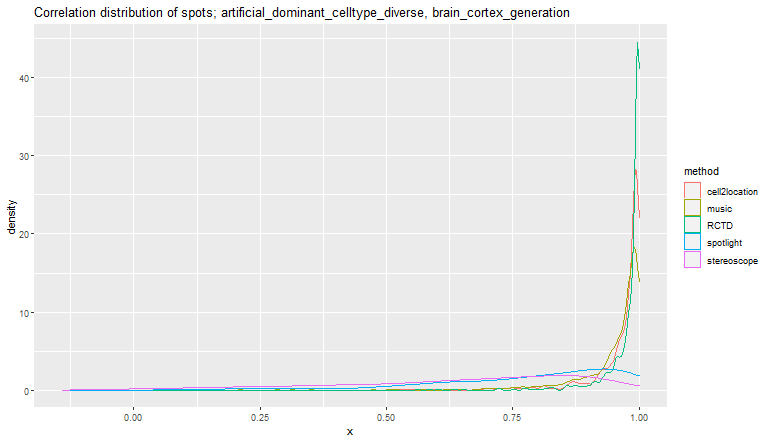 Correlation distribution of spots; artificial_dominant_celltype_diverse, brain_cortex_generation
40
30
20
10
0
density
0.00
0.25
0.50
0.75
1.00
x
method
cell2location
music
RCTD
spotlight
stereoscope